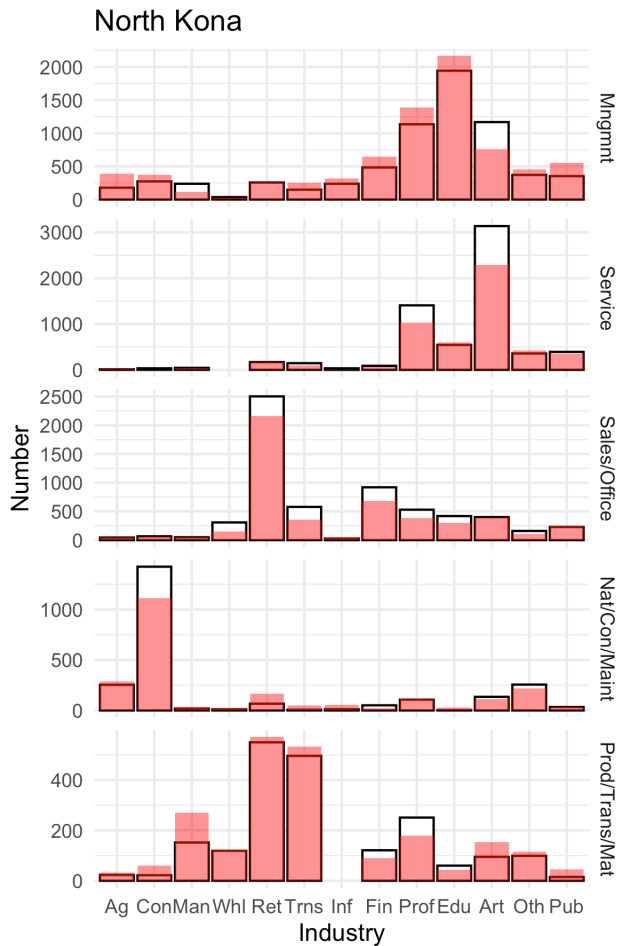 North Kona
2000
1500
1000
500
0
Mngmnt
3000
2000
1000
0
Service
2500
2000
1500
1000
500
0
Sales/Office
1000
500
0
Nat/Con/Maint
400
200
0
Prod/Trans/Mat
Number
Ag Con Man Whl Ret Trns Inf Fin Prof Edu Art Oth Pub
Industry